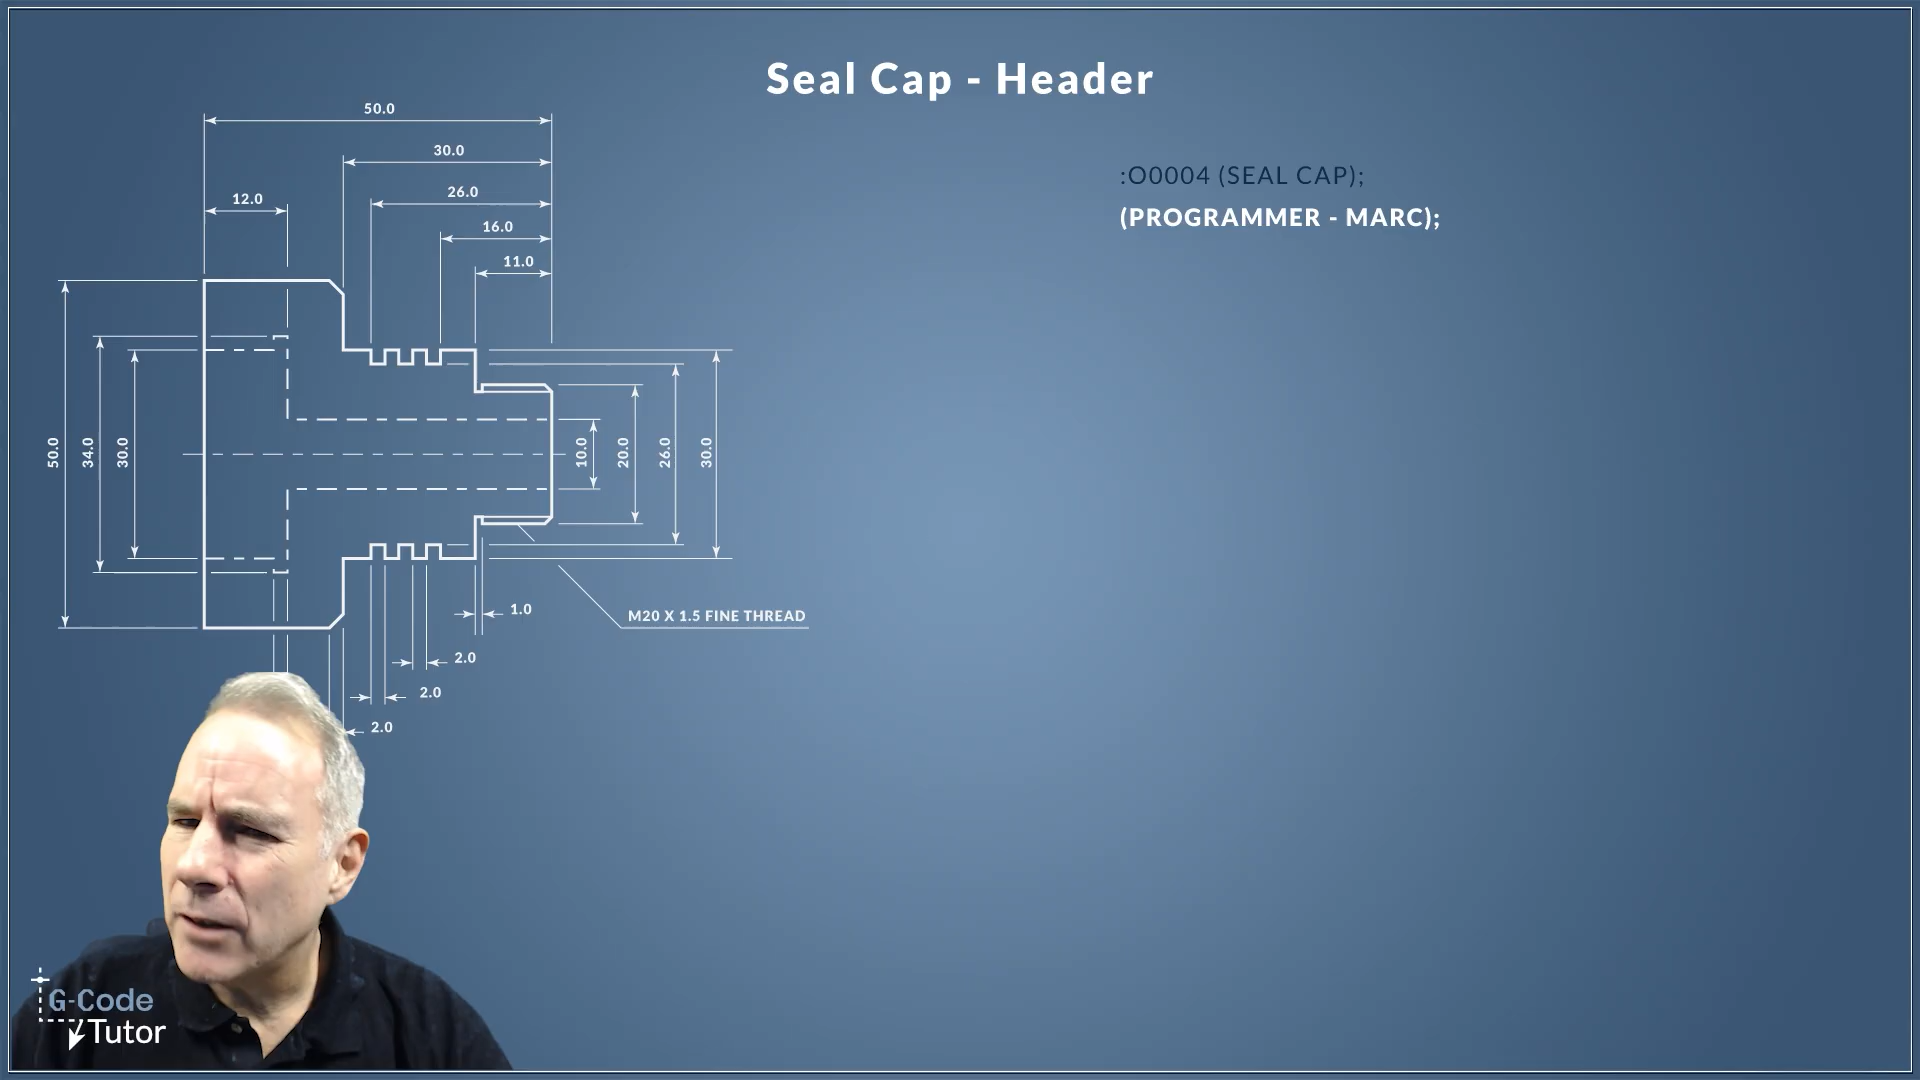 Seal Cap - Header
50.0
30.0
26.0
12.0
16.0
11.0
:O0004 (SEAL CAP);
(PROGRAMMER - MARC);
50.0
34.0
30.0
10.0
20.0
26.0
30.0
1.0
M20 X 1.5 FINE THREAD
2.0
2.0
2.0
G-Code
Tutor